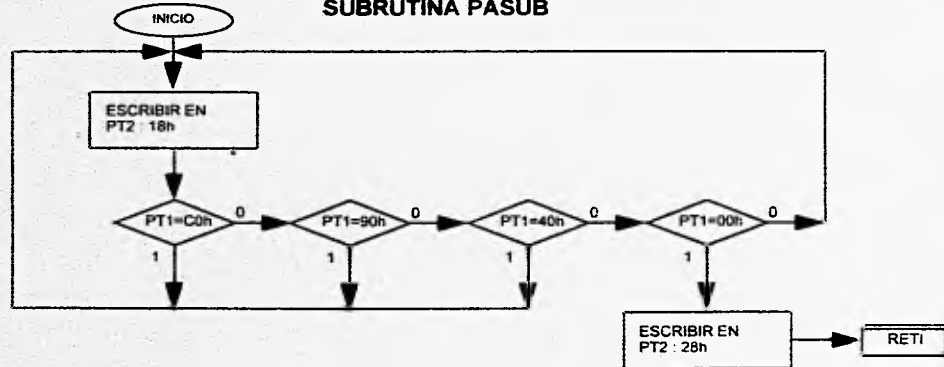 SUBRUTINA PASUB
INICIO
ESCRIBIR EN
PT2 : 18h
PT1=C0h
0
PT1=90h
0
PT1=40h
0
PT1=00h
0
1
1
1
1
ESCRIBIR EN
PT2 : 28h
RETI